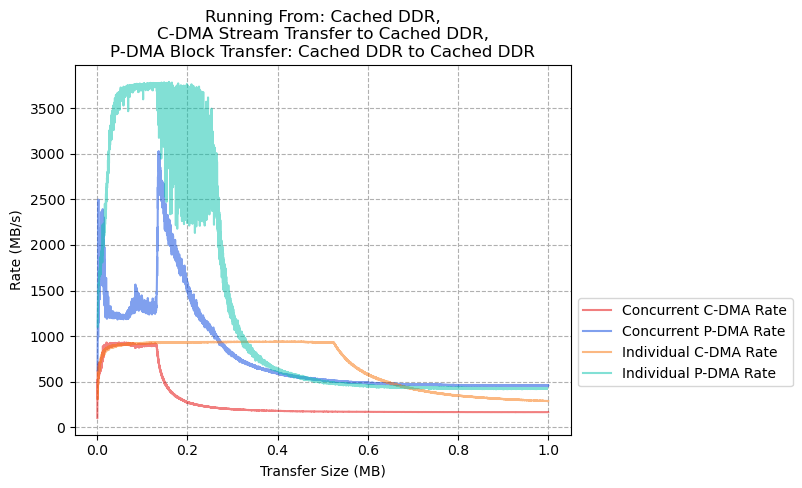 Running From: Cached DDR,
C-DMA Stream Transfer to Cached DDR,
P-DMA Block Transfer: Cached DDR to Cached DDR
Rate (MB/s)
3500
3000
2500
2000
1500
1000
500
0
0.0 0.2 0.4 0.6 0.8 1.0
Transfer Size (MB)
Concurrent C-DMA Rate
Concurrent P-DMA Rate
Individual C-DMA Rate
Individual P-DMA Rate